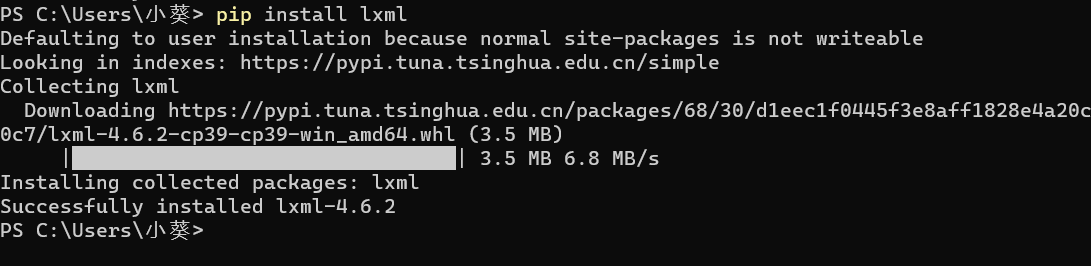 PS C:\Users\小葵> pip install lxml
Defaulting to user installation because normal site-packages is not writeable
Looking in indexes: https://pypi.tuna.tsinghua.edu.cn/simple
Collecting lxml
  Downloading https://pypi.tuna.tsinghua.edu.cn/packages/68/30/d1eec1f0445f3e8aff1828e4a20c
0c7/lxml-4.6.2-cp39-cp39-win_amd64.whl (3.5 MB)
     |████████████████████████████████| 3.5 MB 6.8 MB/s
Installing collected packages: lxml
Successfully installed lxml-4.6.2
PS C:\Users\小葵>